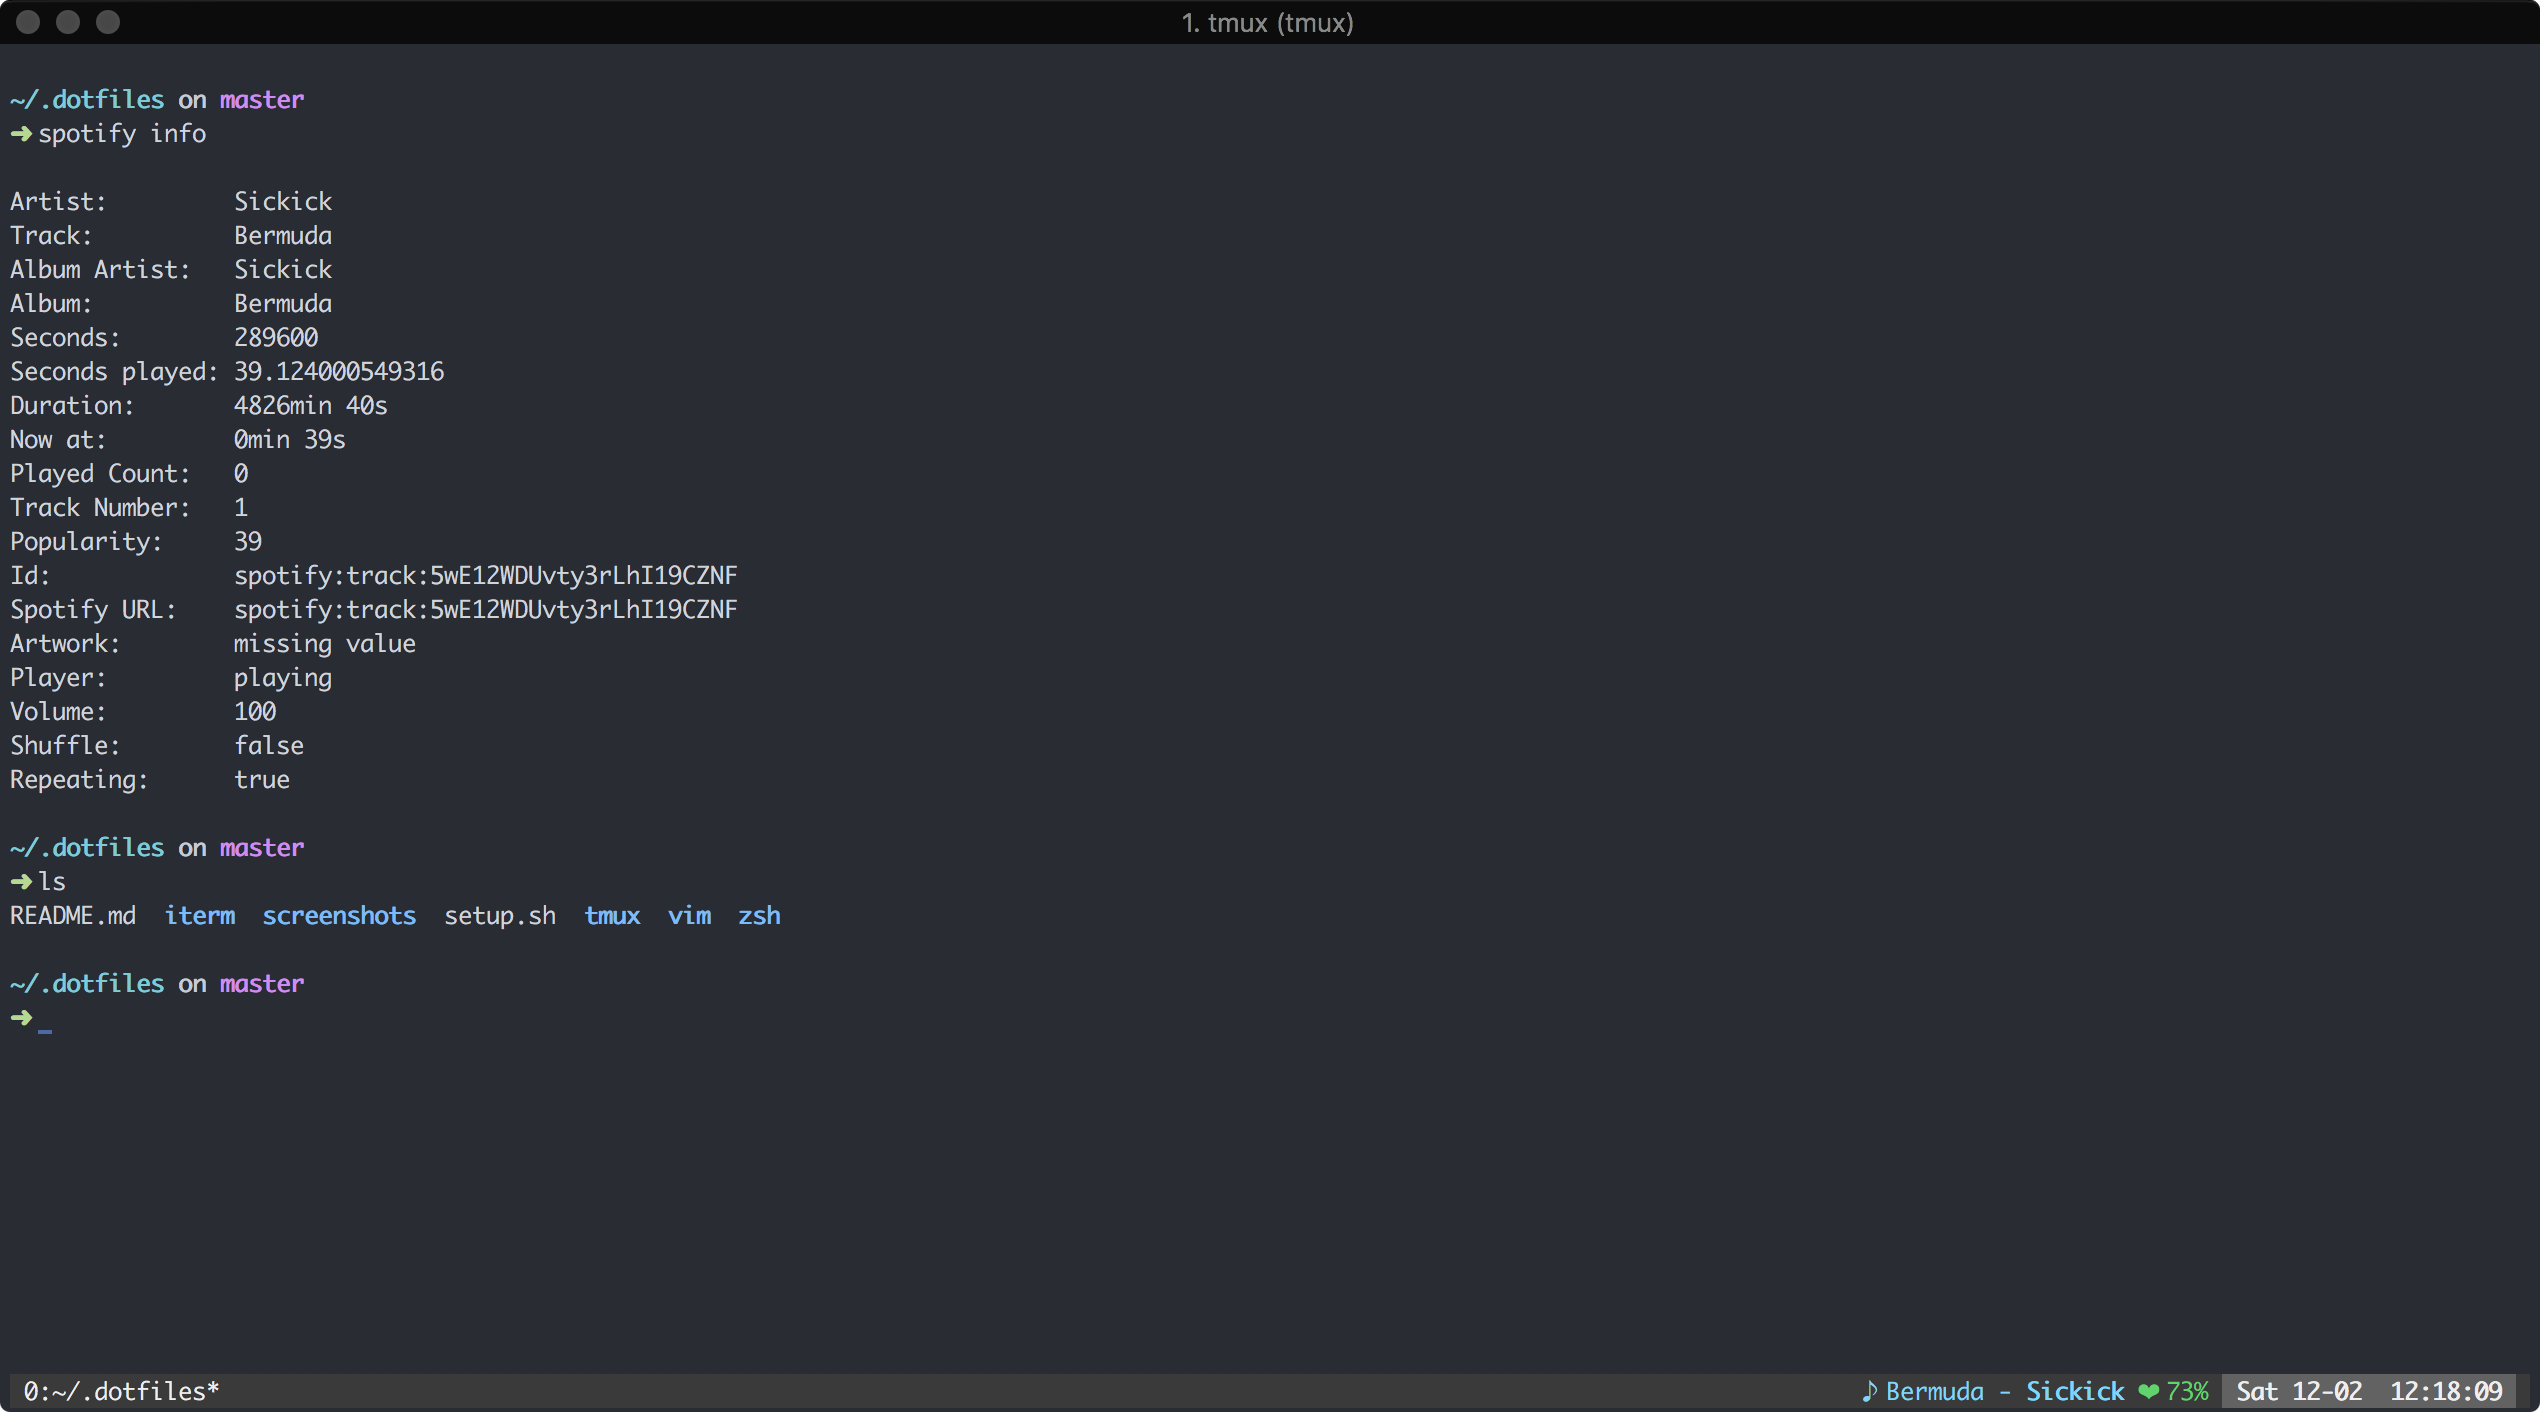 1. tmux (tmux)
~/.dotfiles on master
➜ spotify info
Artist: Sickick
Track: Bermuda
Album Artist: Sickick
Album: Bermuda
Seconds: 289600
Seconds played: 39.124000549316
Duration: 4826min 40s
Now at: 0min 39s
Played Count: 0
Track Number: 1
Popularity: 39
Id: spotify:track:5wE12WDUvty3rLhI19CZNF
Spotify URL: spotify:track:5wE12WDUvty3rLhI19CZNF
Artwork: missing value
Player: playing
Volume: 100
Shuffle: false
Repeating: true
~/.dotfiles on master
➜ ls
README.md iterm screenshots setup.sh tmux vim zsh
~/.dotfiles on master
➜ _
0:~/.dotfiles* ♪ Bermuda - Sickick ❤ 73% Sat 12-02 12:18:09